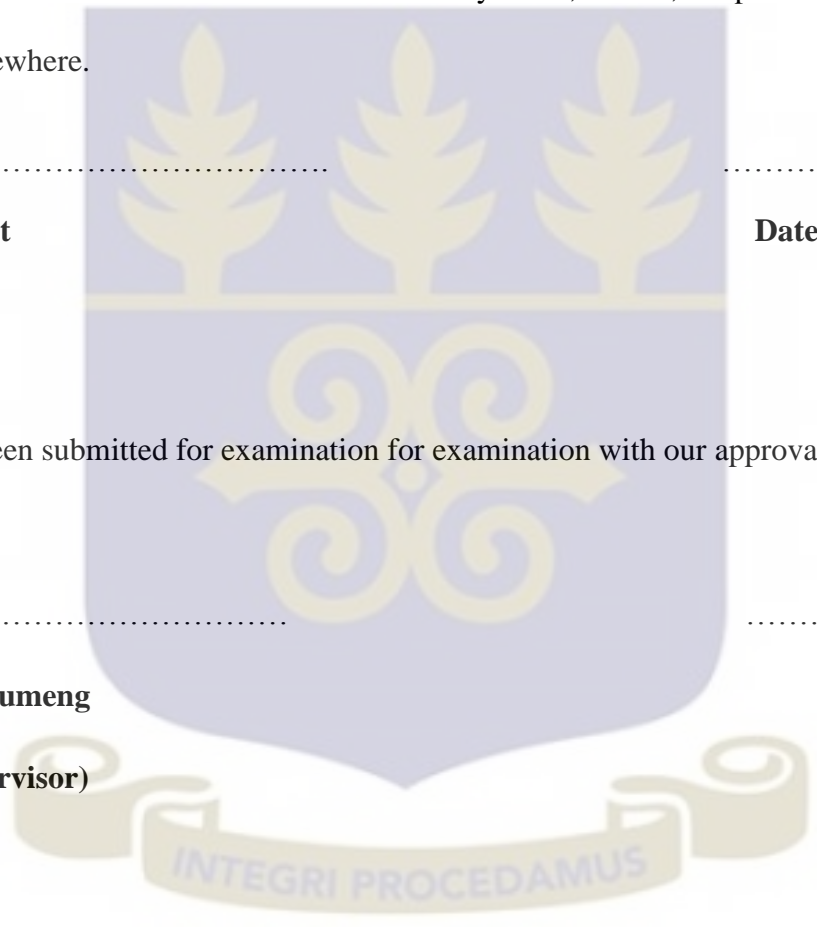 ewhere.
……………………………. ………
t Date
een submitted for examination for examination with our approva
………………………… ……
umeng
rvisor)
INTEGRI PROCEDAMUS